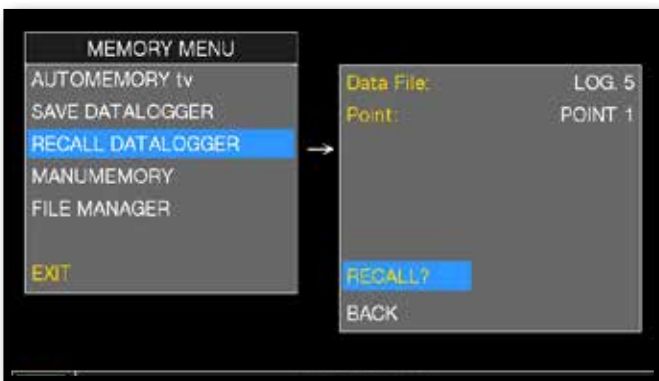 MEMORY MENU
AUTOMEMORY tv
SAVE DATALOGGER
RECALL DATALOGGER
MANUMEMORY
FILE MANAGER
EXIT
Data File: LOG. 5
Point: POINT 1
RECALL?
BACK